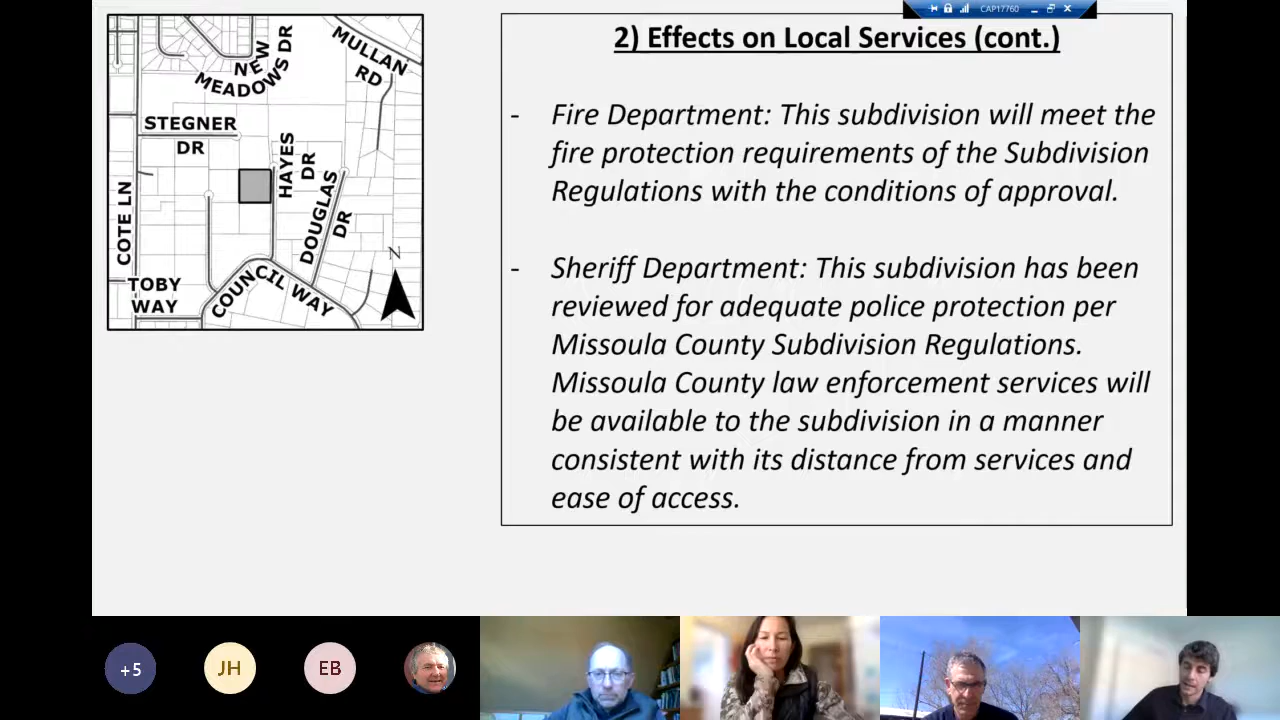 CAP17760
2) Effects on Local Services (cont.)
- Fire Department: This subdivision will meet the
fire protection requirements of the Subdivision
Regulations with the conditions of approval.
- Sheriff Department: This subdivision has been
reviewed for adequate police protection per
Missoula County Subdivision Regulations.
Missoula County law enforcement services will
be available to the subdivision in a manner
consistent with its distance from services and
ease of access.
NEW
MEADOWS DR
MULLAN
RD
STEGNER
DR
HAYES
DR
DOUGLAS
DR
COTE LN
TOBY
WAY
COUNCIL WAY
N
+5
JH
EB